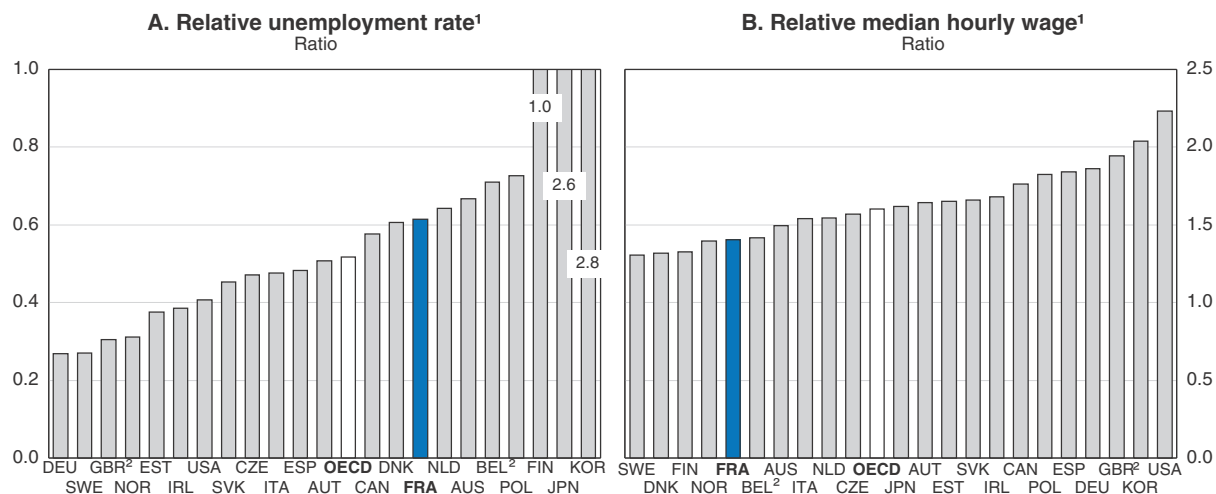 A. Relative unemployment rate¹
Ratio
1.0
0.8
0.6
0.4
0.2
0.0
1.0
2.6
2.8
DEU GBR² EST USA CZE ESP OECD DNK NLD BEL² FIN KOR
SWE NOR IRL SVK ITA AUT CAN FRA AUS POL JPN
B. Relative median hourly wage¹
Ratio
2.5
2.0
1.5
1.0
0.5
0.0
SWE FIN FRA AUS NLD OECD AUT SVK CAN ESP GBR² USA
DNK NOR BEL² ITA CZE JPN EST IRL POL DEU KOR